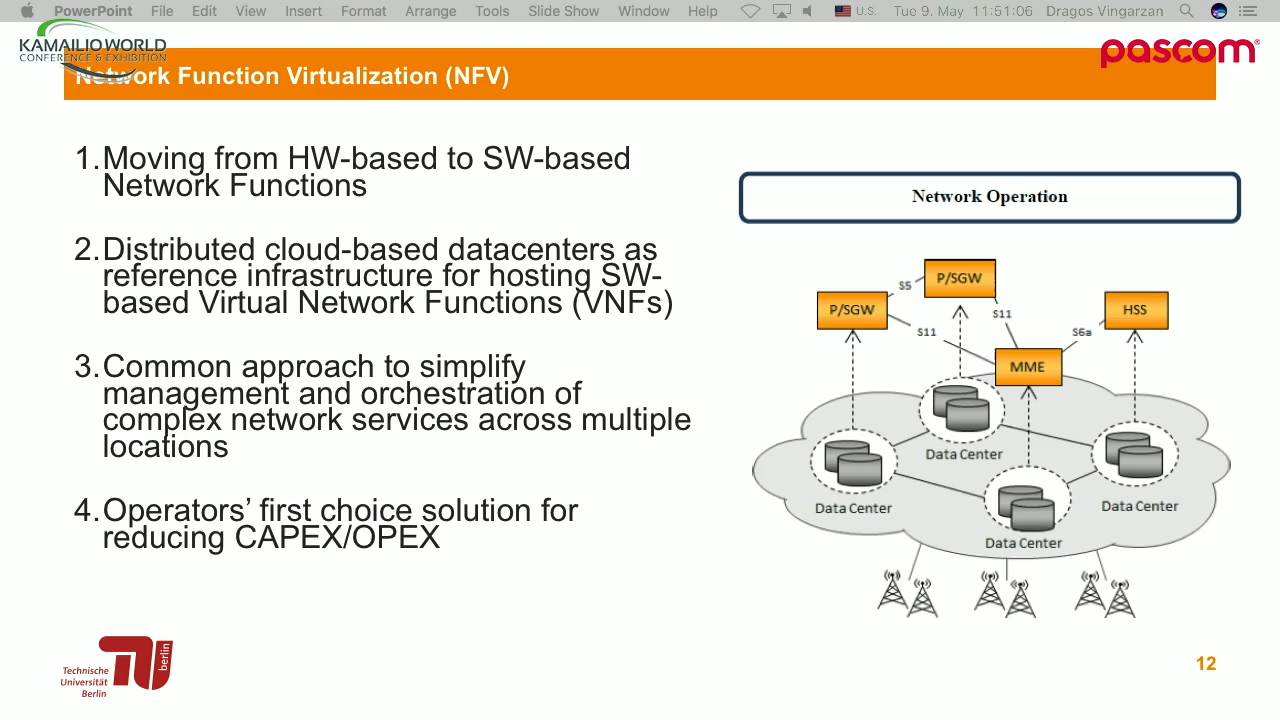 PowerPoint File Edit View Insert Format Arrange Tools Slide Show Window Help U.S. Tue 9. May 11:51:06 Dragos Vingarzan
KAMAILIO WORLD
CONFERENCE & EXHIBITION
pascom
Network Function Virtualization (NFV)
1. Moving from HW-based to SW-based
Network Functions
2. Distributed cloud-based datacenters as
reference infrastructure for hosting SW-
based Virtual Network Functions (VNFs)
3. Common approach to simplify
management and orchestration of
complex network services across multiple
locations
4. Operators’ first choice solution for
reducing CAPEX/OPEX
Network Operation
P/SGW
S5
P/SGW
S11
S11
HSS
S6a
MME
Data Center
Data Center
Data Center
Data Center
Technische
Universität
Berlin
berlin
12